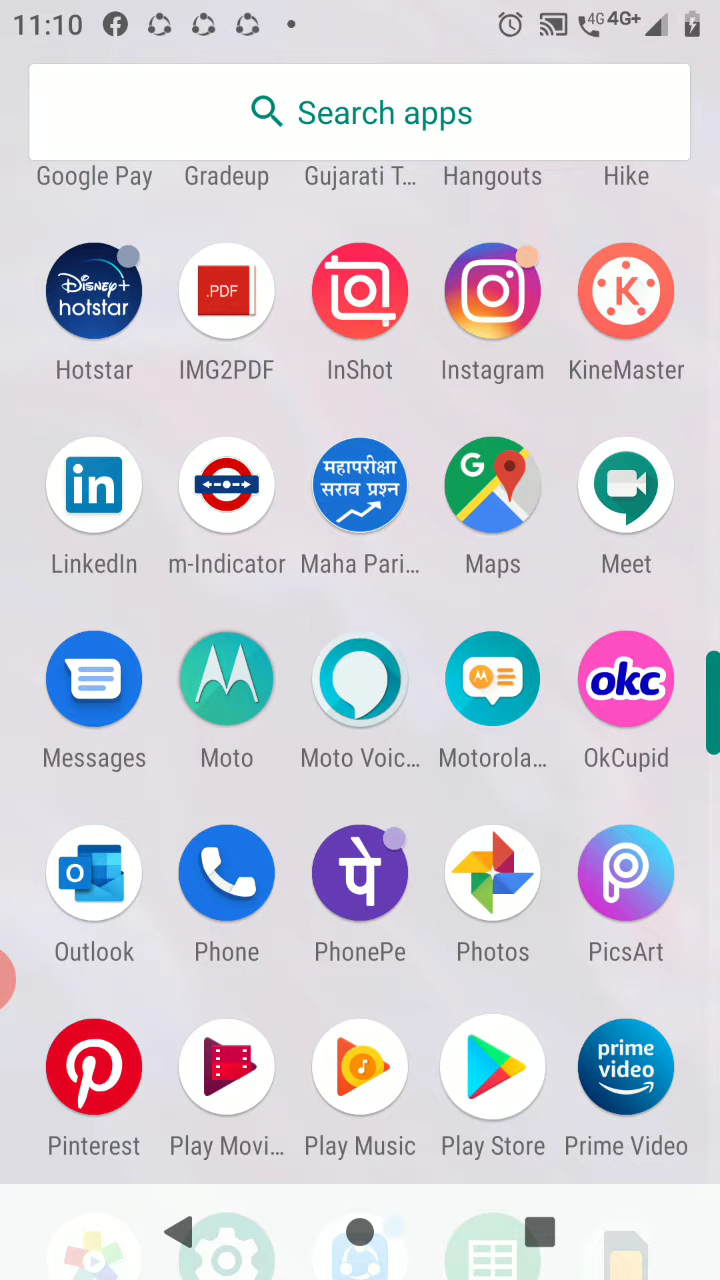 11:10
4G 4G+
Search apps
Google Pay Gradeup Gujarati T... Hangouts Hike
Disney+
hotstar
.PDF
K
Hotstar IMG2PDF InShot Instagram KineMaster
in
महापरीक्षा
सराव प्रश्न
G
LinkedIn m-Indicator Maha Pari... Maps Meet
okc
Messages Moto Moto Voic... Motorola... OkCupid
O
पे
Outlook Phone PhonePe Photos PicsArt
prime
video
Pinterest Play Movi... Play Music Play Store Prime Video